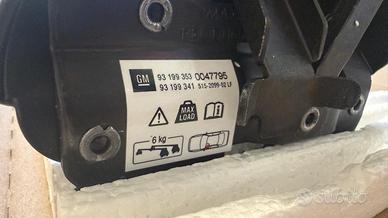 GM 93 199 353 0047795
93 199 341 515-2099-02 LF
MAX
LOAD
6 kg
subito